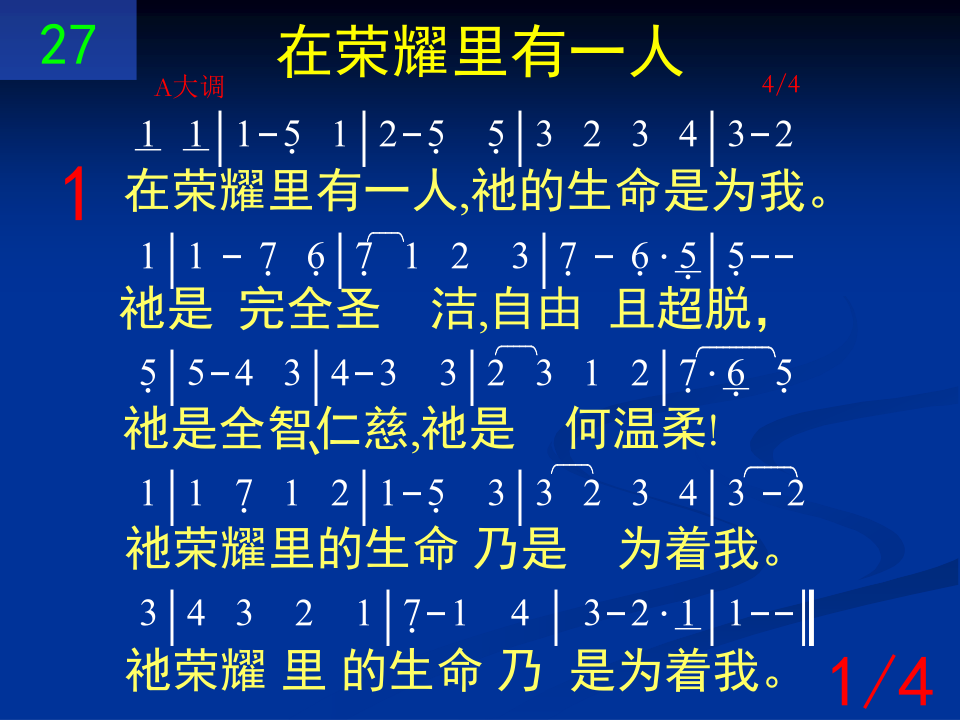 27
在荣耀里有一人
A大调 4/4
1 1|1-5 1|2-5 5|3 2 3 4|3-2
1
在荣耀里有一人,祂的生命是为我。
1|1 - 7 6|7 1 2 3|7 - 6·5|5--
祂是 完全圣 洁,自由 且超脱，
5|5-4 3|4-3 3|2 3 1 2|7·6 5
祂是全智、仁慈,祂是 何温柔!
1|1 7 1 2|1-5 3|3 2 3 4|3 -2
祂荣耀里的生命 乃是 为着我。
3|4 3 2 1|7-1 4 | 3-2·1|1--‖
祂荣耀 里 的生命 乃 是为着我。
1/4